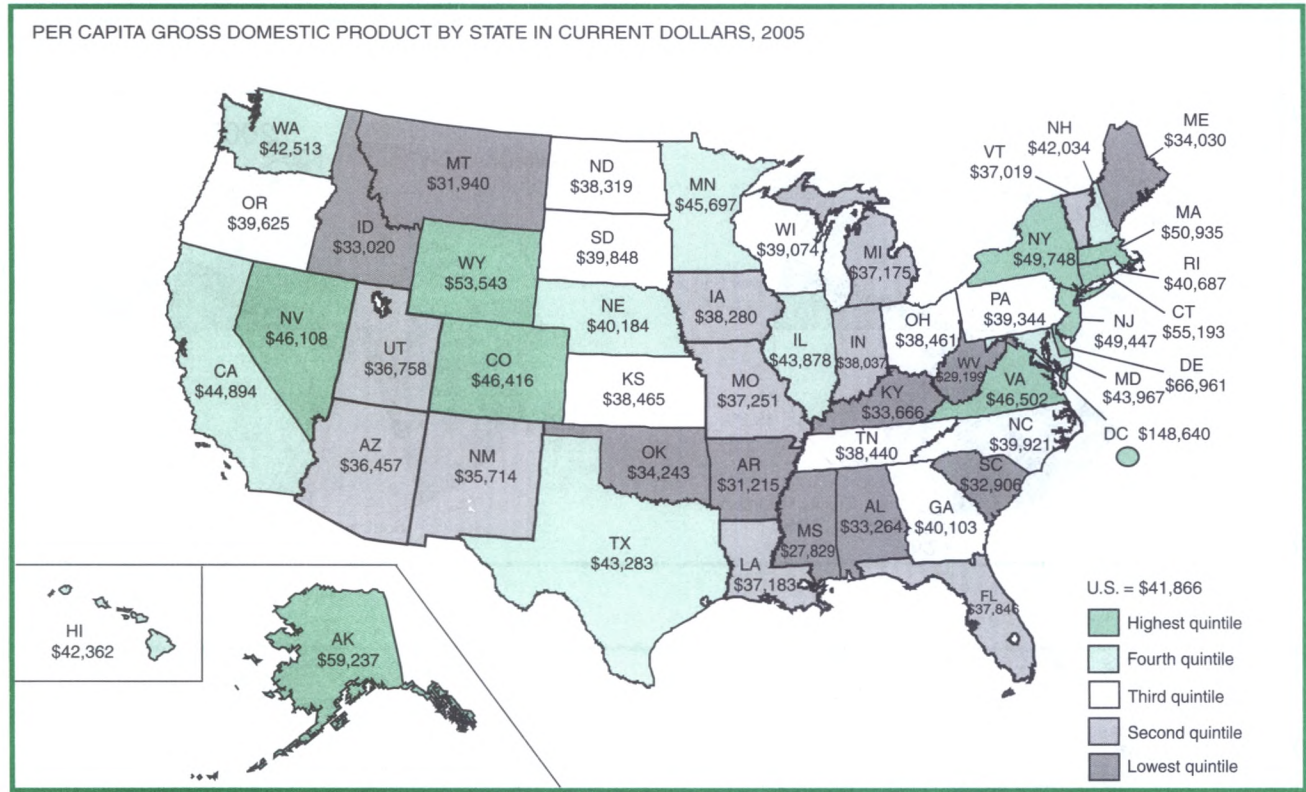 PER CAPITA GROSS DOMESTIC PRODUCT BY STATE IN CURRENT DOLLARS, 2005
WA
$42,513
OR
$39,625
CA
$44,894
NV
$46,108
ID
$33,020
MT
$31,940
WY
$53,543
UT
$36,758
CO
$46,416
AZ
$36,457
NM
$35,714
ND
$38,319
SD
$39,848
NE
$40,184
KS
$38,465
OK
$34,243
TX
$43,283
MN
$45,697
IA
$38,280
MO
$37,251
AR
$31,215
LA
$37,183
WI
$39,074
IL
$43,878
MI
$37,175
IN
$38,037
OH
$38,461
KY
$33,666
TN
$38,440
MS
$27,829
AL
$33,264
GA
$40,103
FL
$37,846
SC
$32,906
NC
$39,921
VA
$46,502
WV
$29,199
PA
$39,344
NY
$49,748
VT
$37,019
NH
$42,034
ME
$34,030
MA
$50,935
RI
$40,687
CT
$55,193
NJ
$49,447
DE
$66,961
MD
$43,967
DC $148,640
HI
$42,362
AK
$59,237
U.S. = $41,866
Highest quintile
Fourth quintile
Third quintile
Second quintile
Lowest quintile